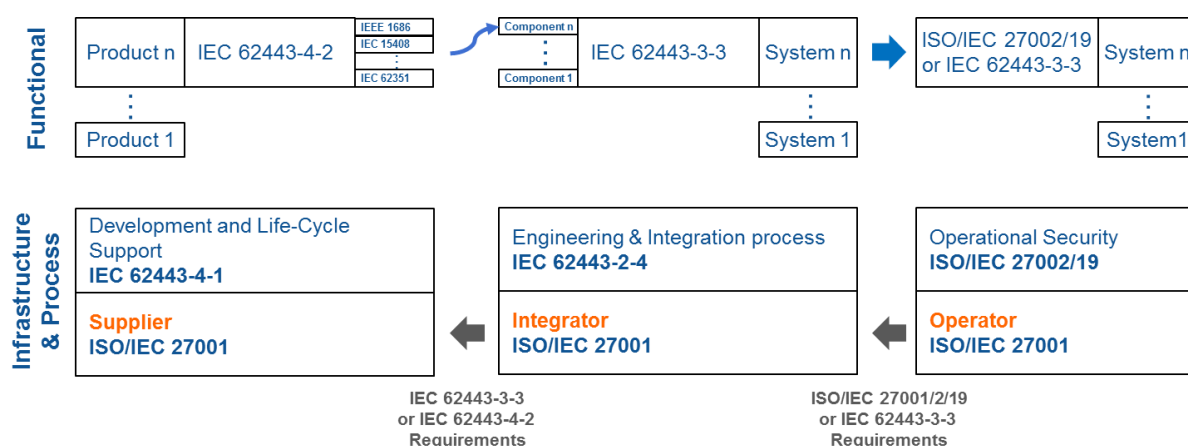 Functional
Product n
IEC 62443-4-2
IEEE 1686
IEC 15408
IEC 62351
Product 1
Component n
Component 1
IEC 62443-3-3
System n
System 1
ISO/IEC 27002/19
or IEC 62443-3-3
System n
System1
Infrastructure
& Process
Development and Life-Cycle
Support
IEC 62443-4-1
Supplier
ISO/IEC 27001
Engineering & Integration process
IEC 62443-2-4
Integrator
ISO/IEC 27001
Operational Security
ISO/IEC 27002/19
Operator
ISO/IEC 27001
IEC 62443-3-3
or IEC 62443-4-2
Requirements
ISO/IEC 27001/2/19
or IEC 62443-3-3
Requirements